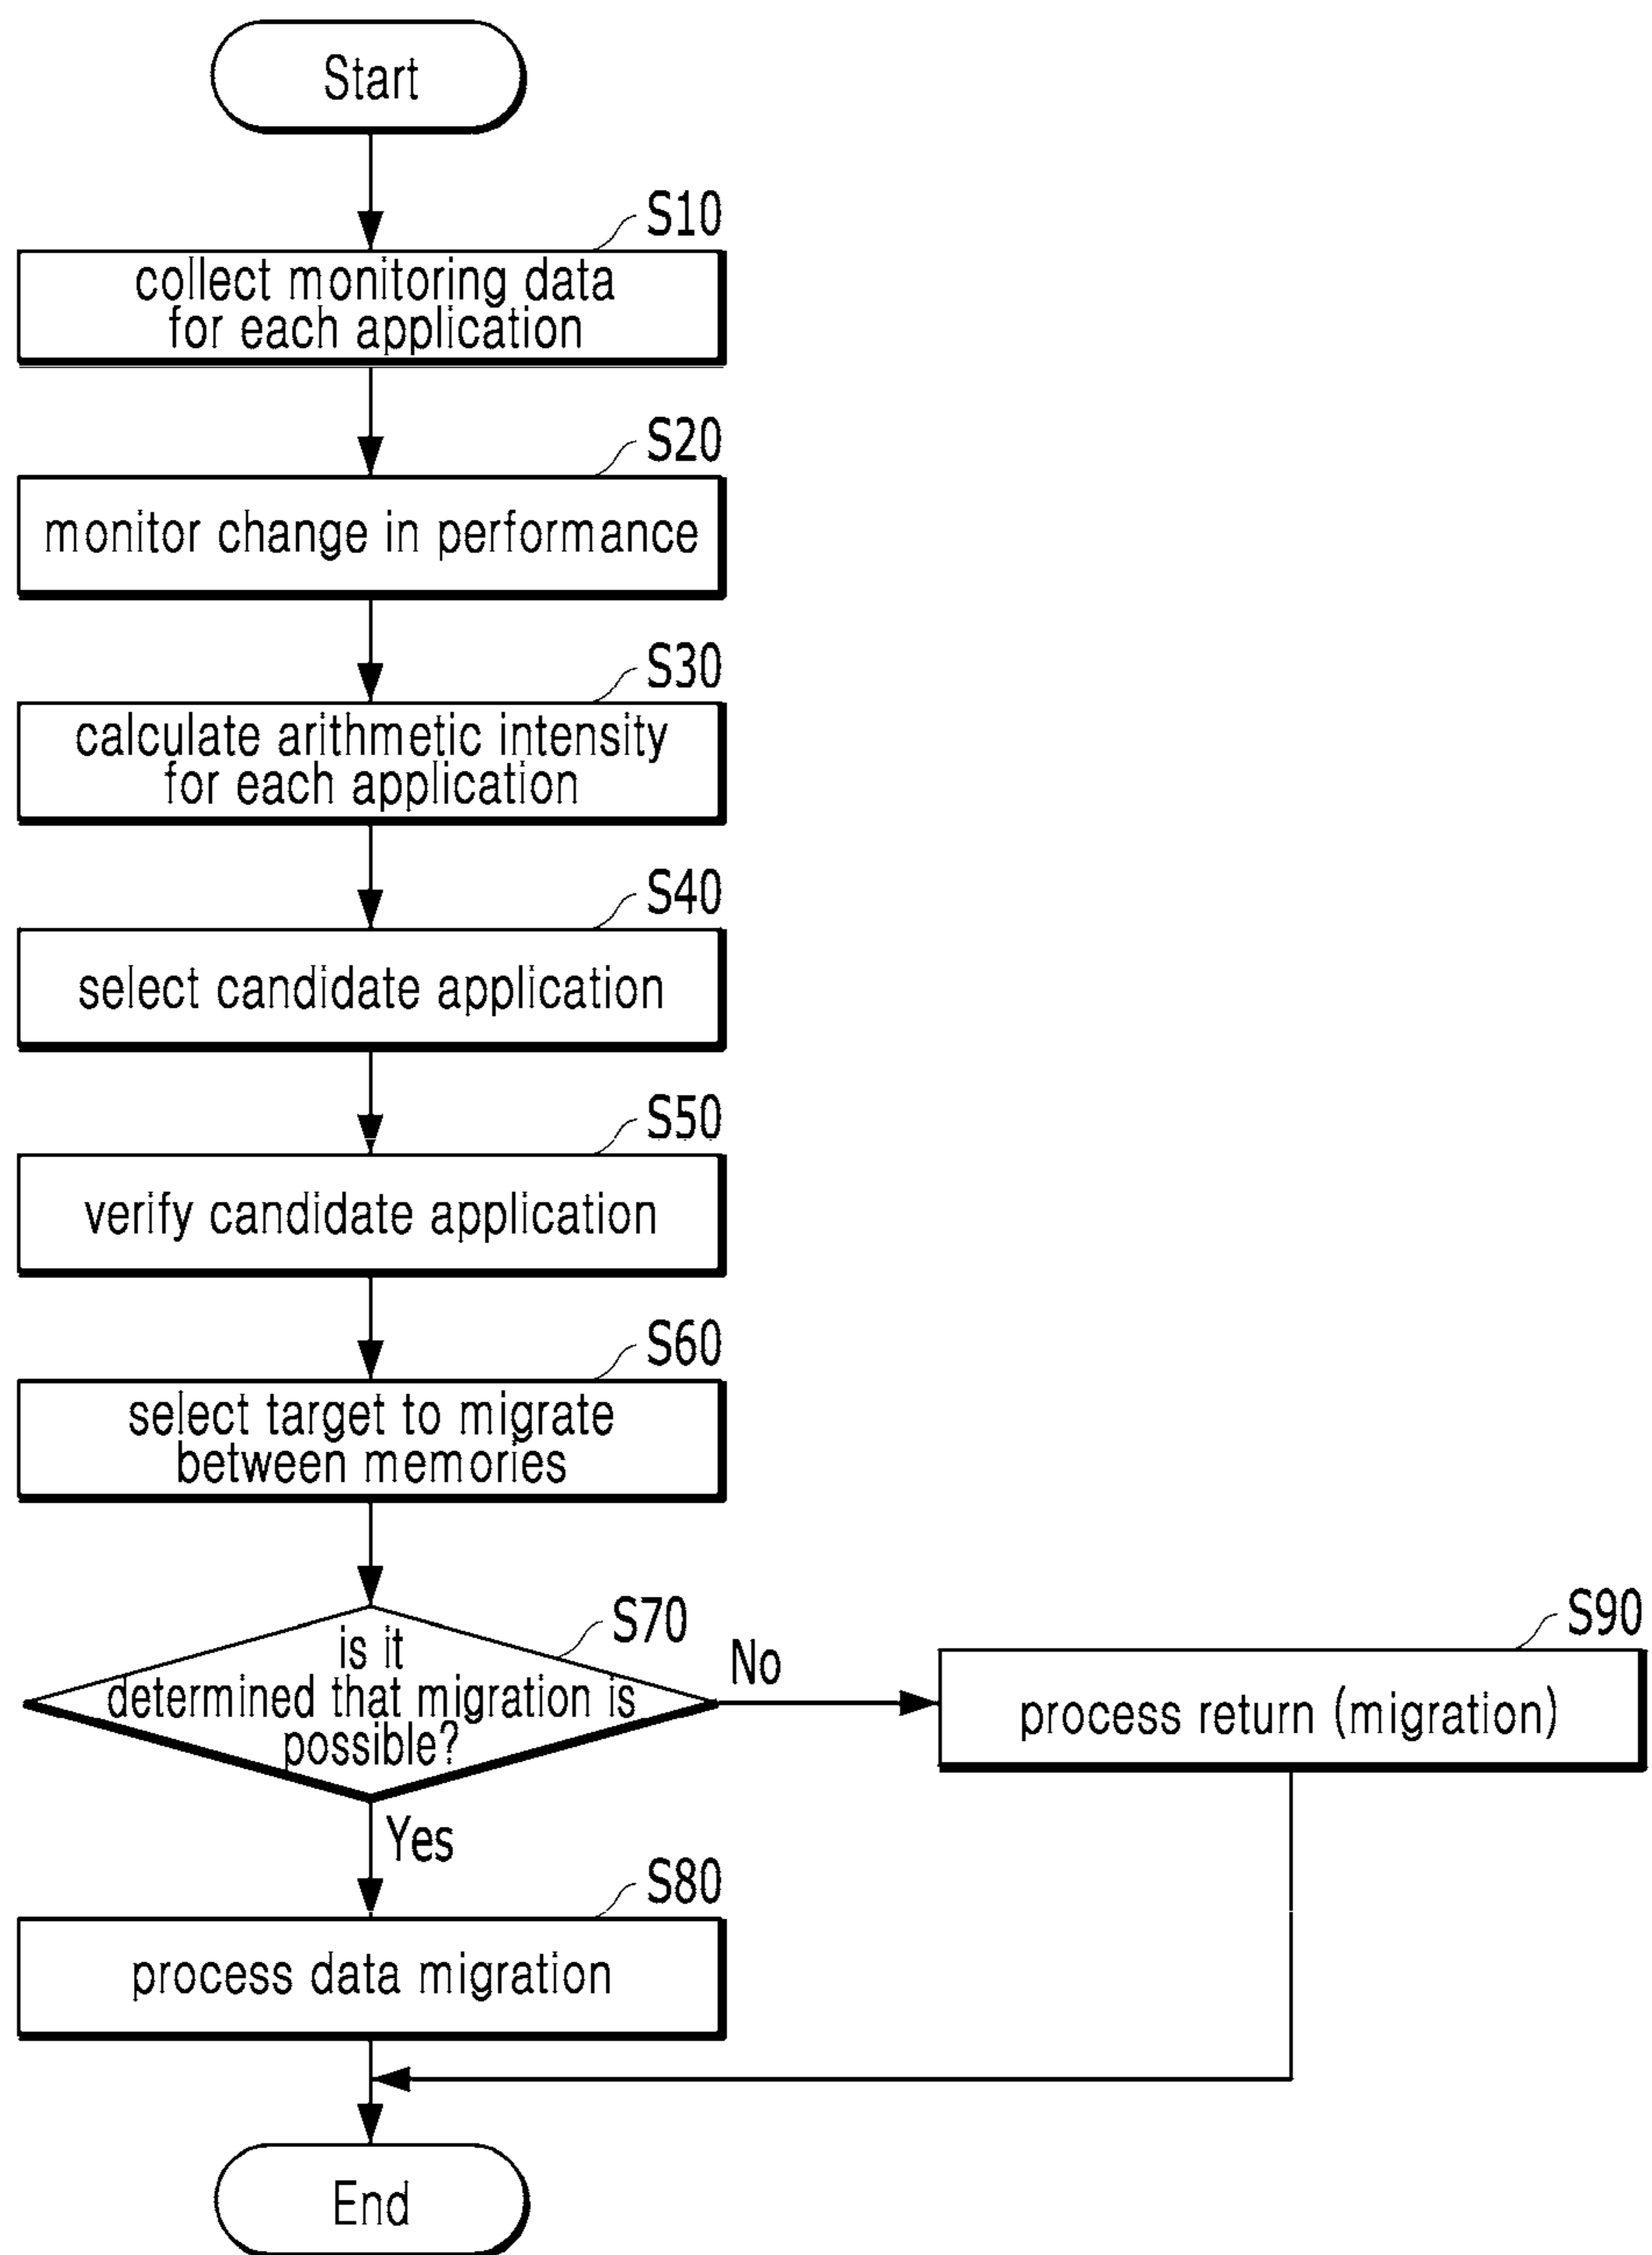 Start
S10
collect monitoring data
for each application
S20
monitor change in performance
S30
calculate arithmetic intensity
for each application
S40
select candidate application
S50
verify candidate application
S60
select target to migrate
between memories
S70
is it
determined that migration is
possible?
No
S90
process return (migration)
Yes
S80
process data migration
End